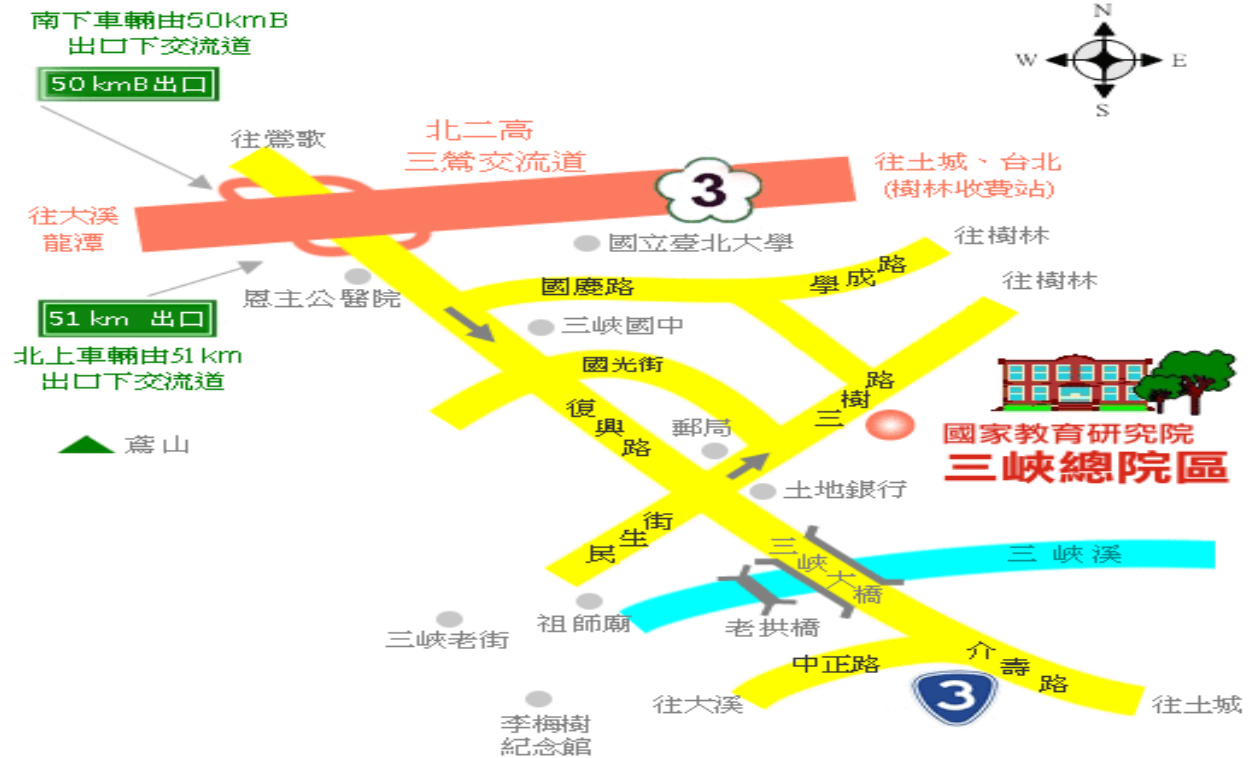 南下車輛由50kmB
出口下交流道
50 kmB出口
N
W
E
S
往鶯歌
北二高
三鶯交流道
3
往土城、台北
(樹林收費站)
往大溪
龍潭
國立臺北大學
往樹林
往樹林
恩主公醫院
國慶路
學成路
51 km 出口
三峽國中
北上車輛由51 km
出口下交流道
國光街
三樹路
復興路
郵局
國家教育研究院
三峽總院區
鳶山
土地銀行
民生街
三峽大橋
三峽溪
祖師廟
老拱橋
三峽老街
中正路
介壽路
3
往大溪
往土城
李梅樹
紀念館